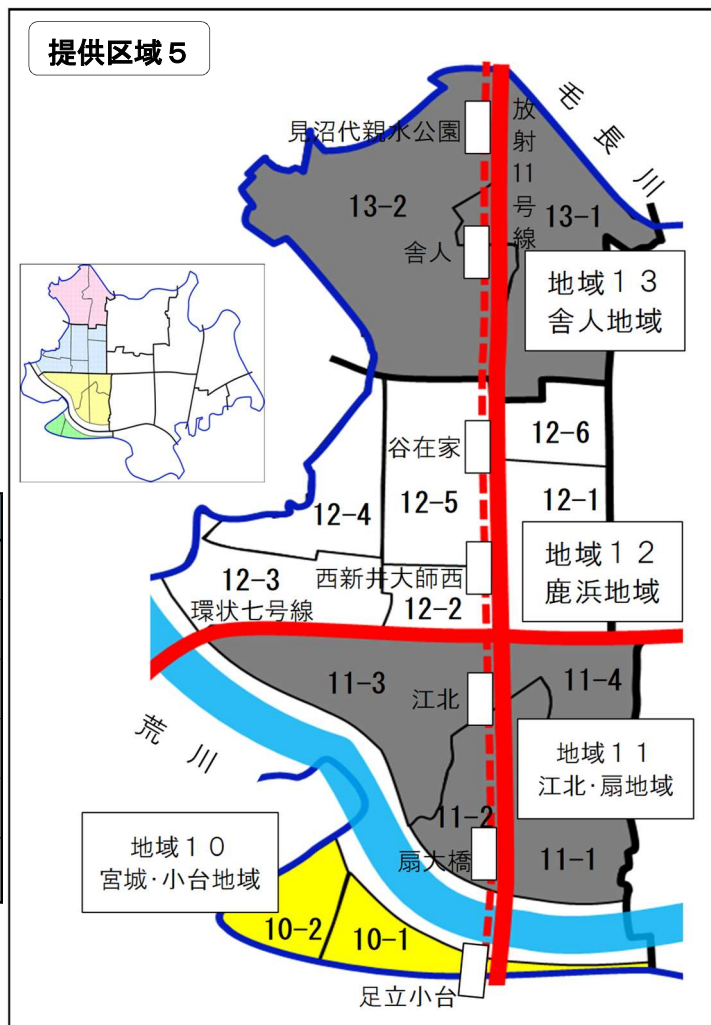 提供区域５
毛長川
放射11号線
見沼代親水公園
13-2
13-1
舎人
地域１３
舎人地域
谷在家
12-6
12-5
12-4
12-1
地域１２
鹿浜地域
西新井大師西
12-3
12-2
環状七号線
11-3
11-4
江北
荒川
地域１１
江北・扇地域
11-2
扇大橋
11-1
地域１０
宮城・小台地域
10-2
10-1
足立小台